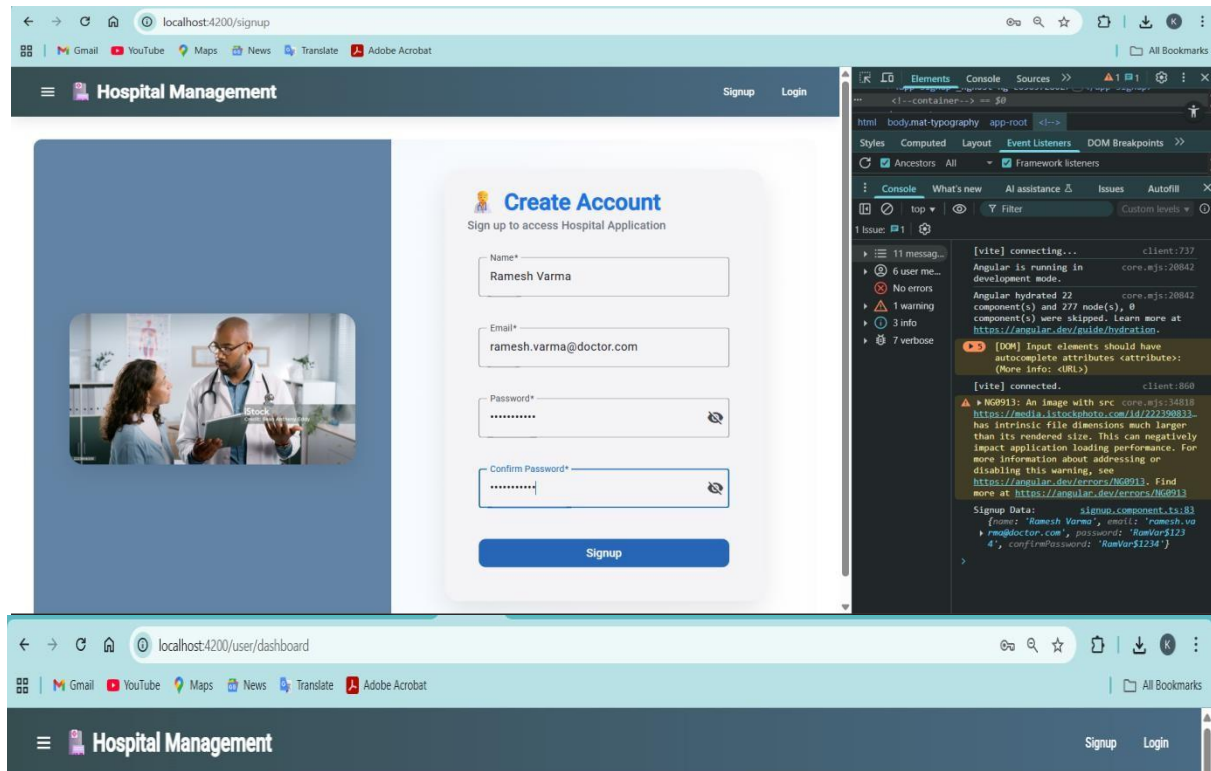 localhost:4200/signup
Gmail YouTube Maps News Translate Adobe Acrobat All Bookmarks
K
Hospital Management Signup Login
Create Account
Sign up to access Hospital Application
Name*
Ramesh Varma
Email*
ramesh.varma@doctor.com
Password*
•••••••••••
Confirm Password*
•••••••••••
Signup
iStock
Elements Console Sources 1 1
<!--container--> == $0
html body.mat-typography app-root <!-->
Styles Computed Layout Event Listeners DOM Breakpoints
Ancestors All Framework listeners
Console What's new AI assistance Issues Autofill
top Filter Custom levels
1 Issue: 1
11 messag...
6 user me...
No errors
1 warning
3 info
7 verbose
[vite] connecting... client:737
Angular is running in core.mjs:20842
development mode.
Angular hydrated 22 core.mjs:20842
component(s) and 277 node(s), 0
component(s) were skipped. Learn more at
https://angular.dev/guide/hydration.
5 [DOM] Input elements should have
autocomplete attributes <attribute>:
(More info: <URL>)
[vite] connected. client:860
NG0913: An image with src core.mjs:34818
https://media.istockphoto.com/id/222390833…
has intrinsic file dimensions much larger
than its rendered size. This can negatively
impact application loading performance. For
more information about addressing or
disabling this warning, see
https://angular.dev/errors/NG0913. Find
more at https://angular.dev/errors/NG0913
Signup Data: signup.component.ts:83
{name: 'Ramesh Varma', email: 'ramesh.va
rma@doctor.com', password: 'RamVar$123
4', confirmPassword: 'RamVar$1234'}
localhost:4200/user/dashboard
K
Gmail YouTube Maps News Translate Adobe Acrobat All Bookmarks
Hospital Management Signup Login